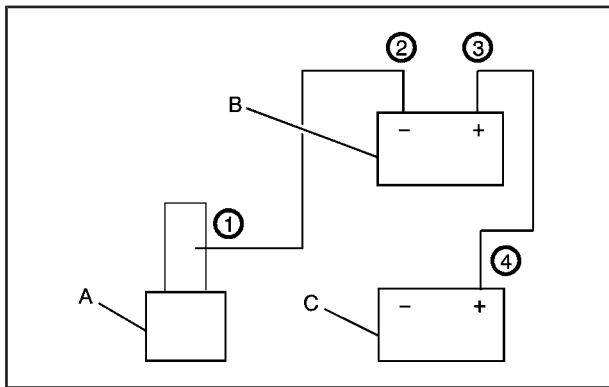 ② ③
B
− +
①
④
A
C
− +